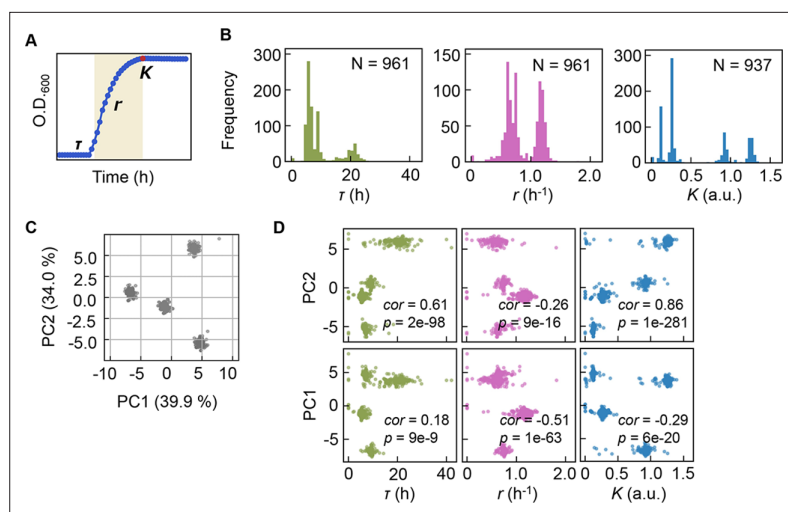 A
O.D.600
τ
r
K
Time (h)
B
Frequency
300
200
100
0
N = 961
0 20 40
τ (h)
150
100
50
0
N = 961
0 1.0 2.0
r (h-1)
300
200
100
0
N = 937
0 0.5 1.0 1.5
K (a.u.)
C
PC2 (34.0 %)
5.0
2.5
0.0
-2.5
-5.0
-10 -5 0 5 10
PC1 (39.9 %)
D
PC2
5
0
-5
cor = 0.61
p = 2e-98
cor = -0.26
p = 9e-16
cor = 0.86
p = 1e-281
PC1
5
0
-5
cor = 0.18
p = 9e-9
cor = -0.51
p = 1e-63
cor = -0.29
p = 6e-20
0 20 40
τ (h)
0 1.0 2.0
r (h-1)
0 0.5 1.0 1.5
K (a.u.)